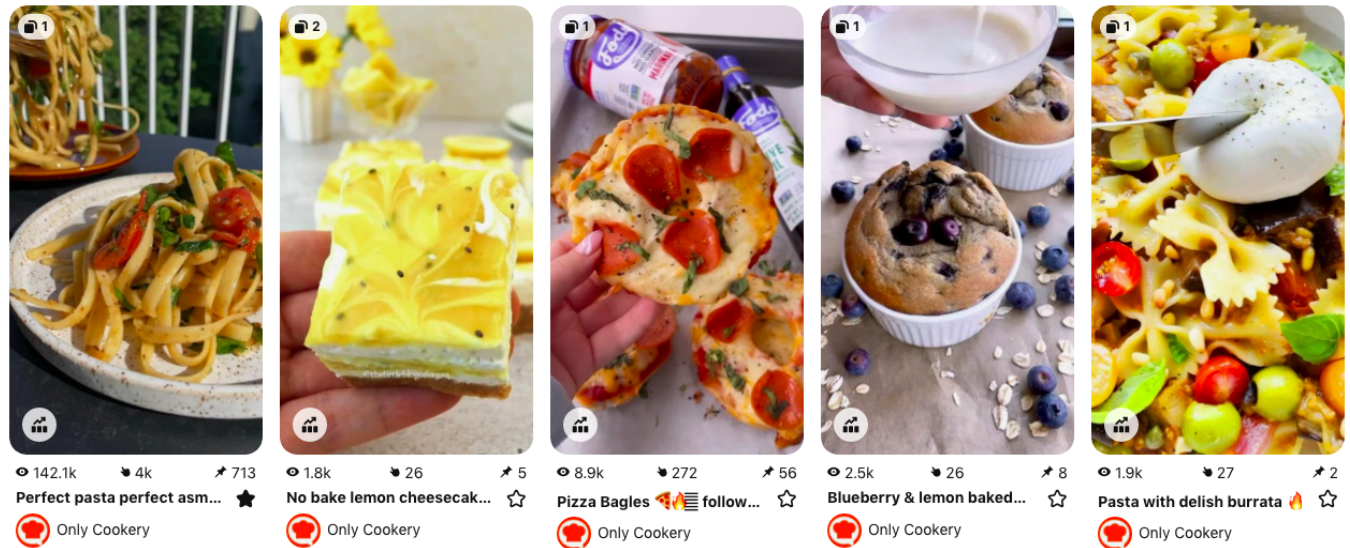 1
2
1
1
1
Jodi
142.1k 4k 713
1.8k 26 5
8.9k 272 56
2.5k 26 8
1.9k 27 2
Perfect pasta perfect asm...
No bake lemon cheesecak...
Pizza Bagles 🍕🔥 follow...
Blueberry & lemon baked...
Pasta with delish burrata 🔥
Only Cookery
Only Cookery
Only Cookery
Only Cookery
Only Cookery